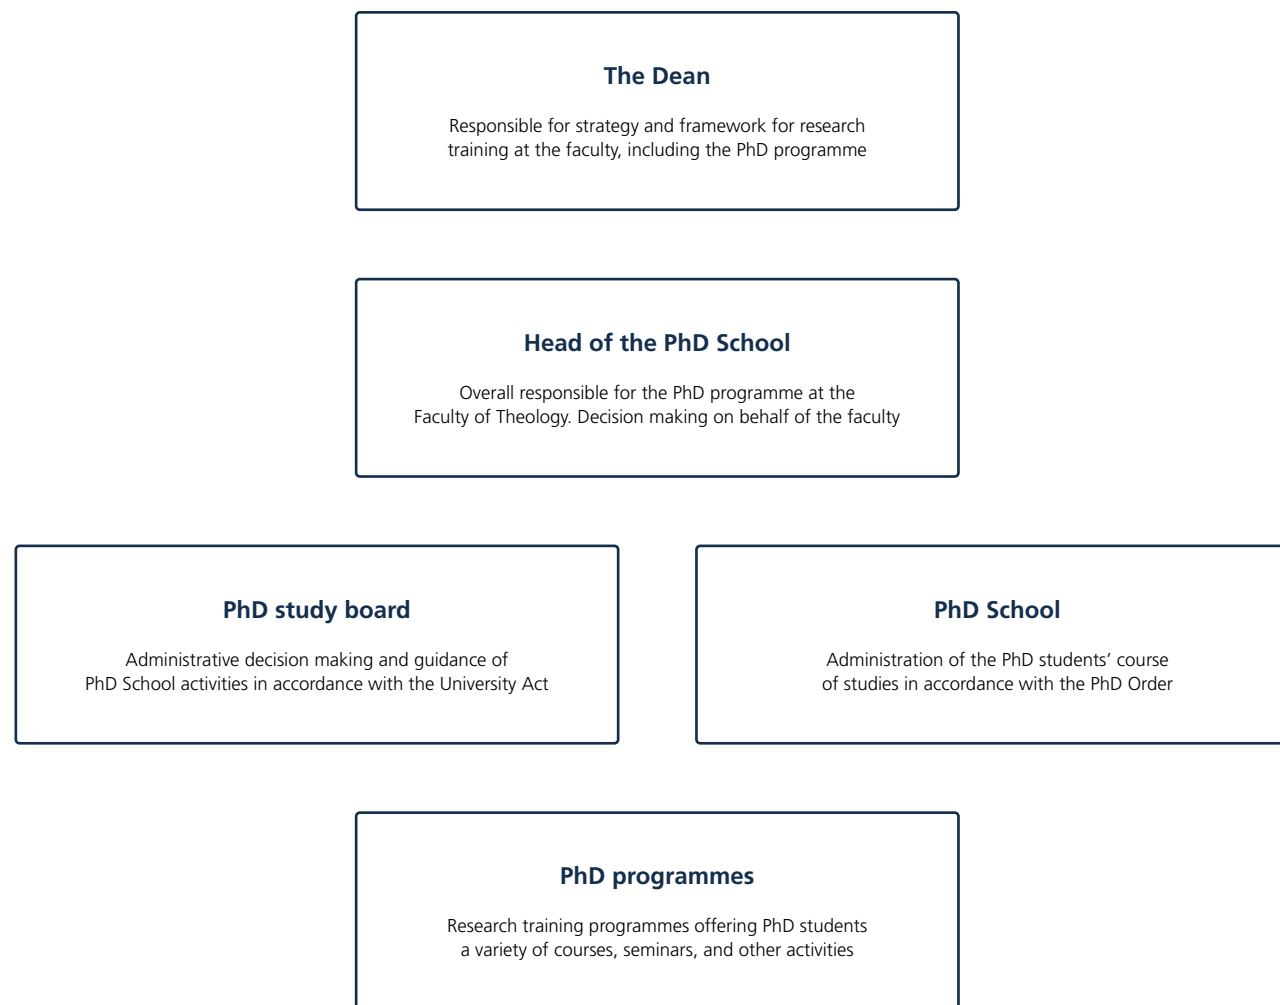 The Dean
Responsible for strategy and framework for research
training at the faculty, including the PhD programme
Head of the PhD School
Overall responsible for the PhD programme at the
Faculty of Theology. Decision making on behalf of the faculty
PhD study board
Administrative decision making and guidance of
PhD School activities in accordance with the University Act
PhD School
Administration of the PhD students’ course
of studies in accordance with the PhD Order
PhD programmes
Research training programmes offering PhD students
a variety of courses, seminars, and other activities